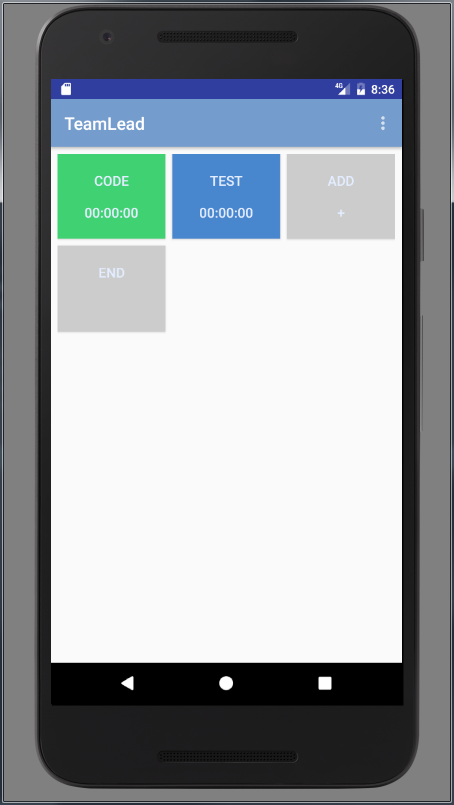 4G 8:36
TeamLead
CODE TEST ADD
00:00:00 00:00:00 +
END